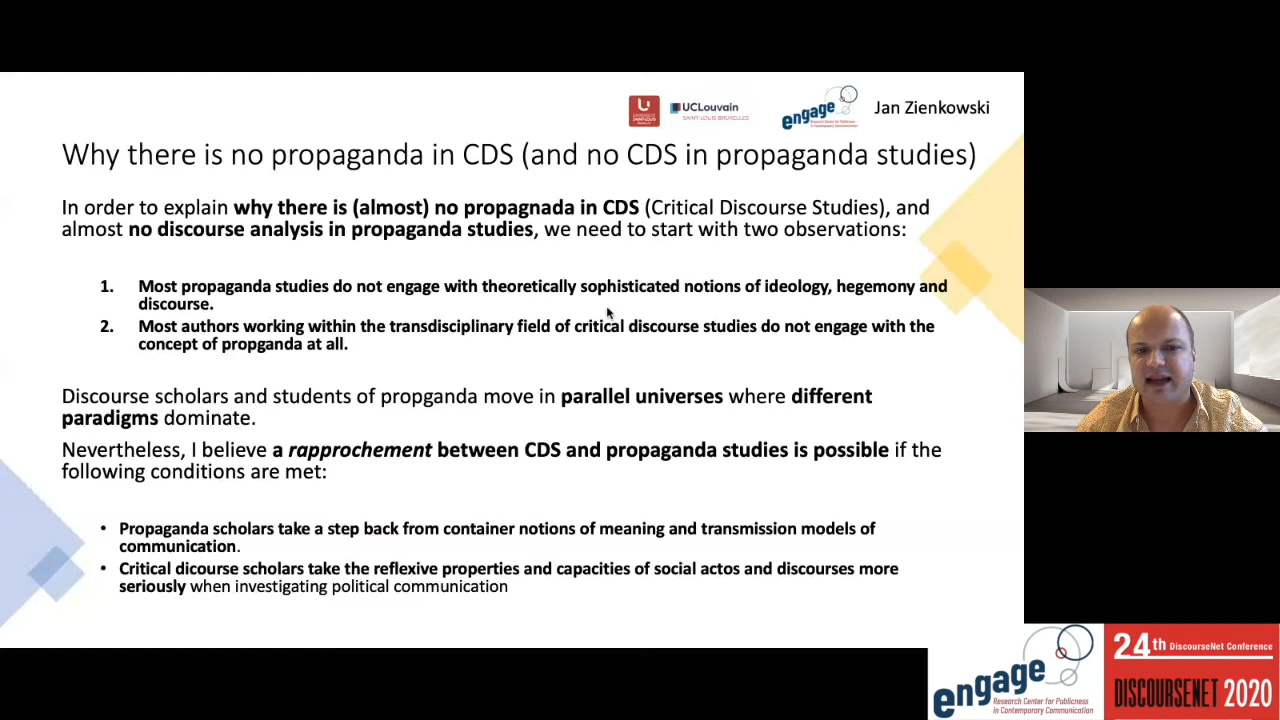 UCLouvain
SAINT-LOUIS BRUXELLES
engage
Jan Zienkowski
Why there is no propaganda in CDS (and no CDS in propaganda studies)
In order to explain why there is (almost) no propagnada in CDS (Critical Discourse Studies), and
almost no discourse analysis in propaganda studies, we need to start with two observations:
1. Most propaganda studies do not engage with theoretically sophisticated notions of ideology, hegemony and
discourse.
2. Most authors working within the transdisciplinary field of critical discourse studies do not engage with the
concept of propganda at all.
Discourse scholars and students of propganda move in parallel universes where different
paradigms dominate.
Nevertheless, I believe a rapprochement between CDS and propaganda studies is possible if the
following conditions are met:
• Propaganda scholars take a step back from container notions of meaning and transmission models of
communication.
• Critical dicourse scholars take the reflexive properties and capacities of social actos and discourses more
seriously when investigating political communication
engage
Research Center for Publicness
in Contemporary Communication
24th DiscourseNet Conference
DISCOURSENET 2020